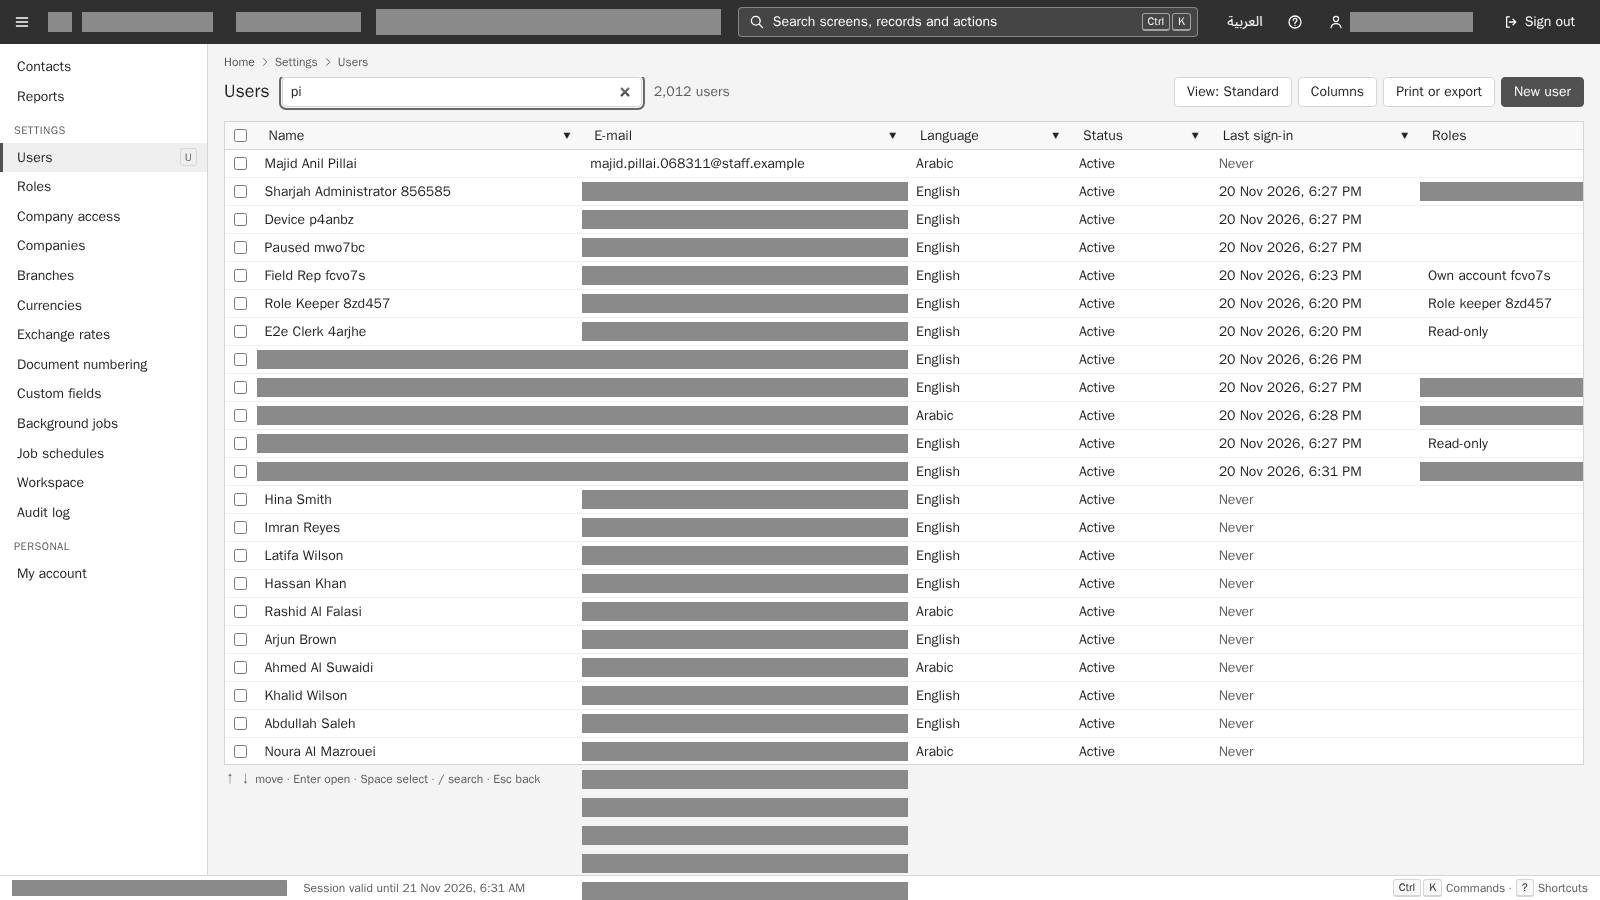 Search screens, records and actions Ctrl K العربية Sign out
Contacts
Reports
SETTINGS
Users U
Roles
Company access
Companies
Branches
Currencies
Exchange rates
Document numbering
Custom fields
Background jobs
Job schedules
Workspace
Audit log
PERSONAL
My account
Home > Settings > Users
Users pi 2,012 users View: Standard Columns Print or export New user
Name E-mail Language Status Last sign-in Roles
Majid Anil Pillai majid.pillai.068311@staff.example Arabic Active Never
Sharjah Administrator 856585 English Active 20 Nov 2026, 6:27 PM
Device p4anbz English Active 20 Nov 2026, 6:27 PM
Paused mwo7bc English Active 20 Nov 2026, 6:27 PM
Field Rep fcvo7s English Active 20 Nov 2026, 6:23 PM Own account fcvo7s
Role Keeper 8zd457 English Active 20 Nov 2026, 6:20 PM Role keeper 8zd457
E2e Clerk 4arjhe English Active 20 Nov 2026, 6:20 PM Read-only
English Active 20 Nov 2026, 6:26 PM
English Active 20 Nov 2026, 6:27 PM
Arabic Active 20 Nov 2026, 6:28 PM
English Active 20 Nov 2026, 6:27 PM Read-only
English Active 20 Nov 2026, 6:31 PM
Hina Smith English Active Never
Imran Reyes English Active Never
Latifa Wilson English Active Never
Hassan Khan English Active Never
Rashid Al Falasi Arabic Active Never
Arjun Brown English Active Never
Ahmed Al Suwaidi Arabic Active Never
Khalid Wilson English Active Never
Abdullah Saleh English Active Never
Noura Al Mazrouei Arabic Active Never
↑ ↓ move · Enter open · Space select · / search · Esc back
Session valid until 21 Nov 2026, 6:31 AM Ctrl K Commands · ? Shortcuts